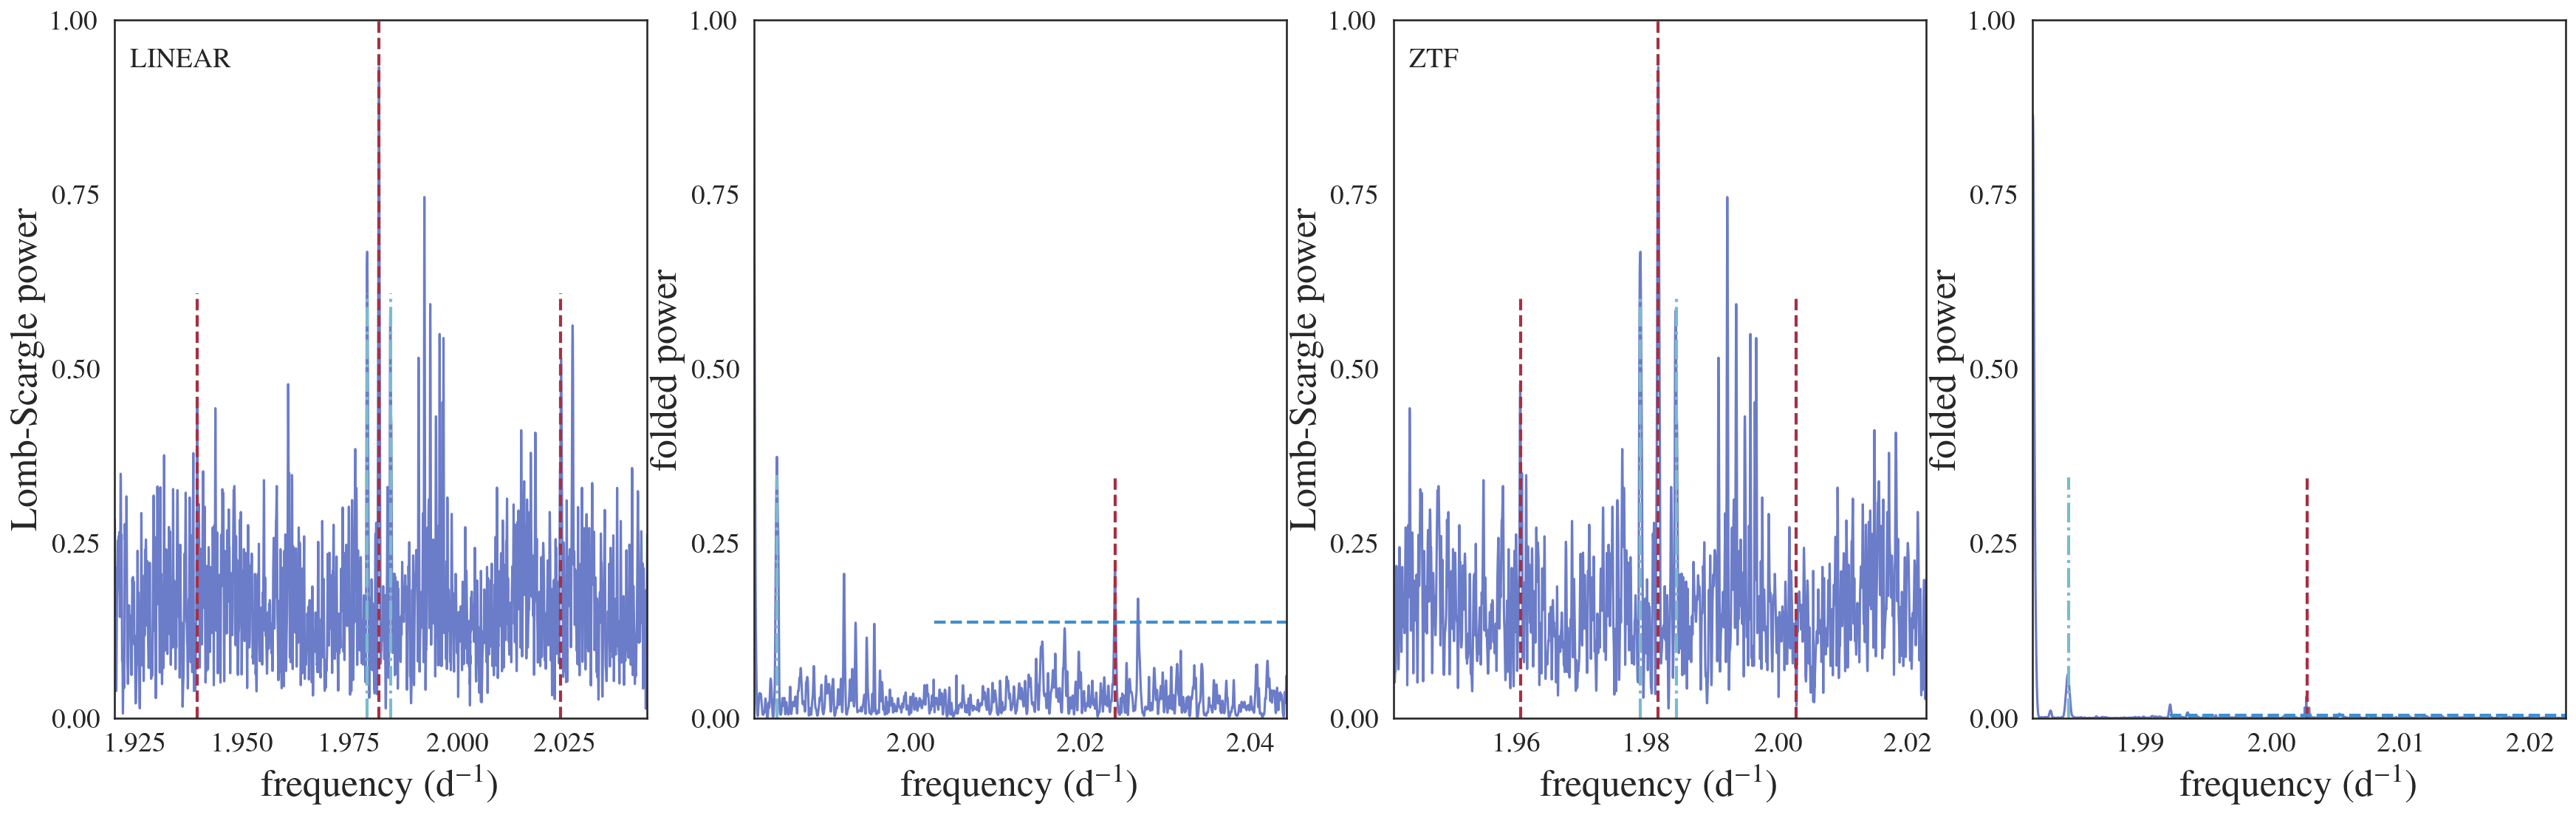 LINEAR
Lomb-Scargle power
1.00
0.75
0.50
0.25
0.00
1.925 1.950 1.975 2.000 2.025
frequency (d⁻¹)
folded power
1.00
0.75
0.50
0.25
0.00
2.00 2.02 2.04
frequency (d⁻¹)
ZTF
Lomb-Scargle power
1.00
0.75
0.50
0.25
0.00
1.96 1.98 2.00 2.02
frequency (d⁻¹)
folded power
1.00
0.75
0.50
0.25
0.00
1.99 2.00 2.01 2.02
frequency (d⁻¹)